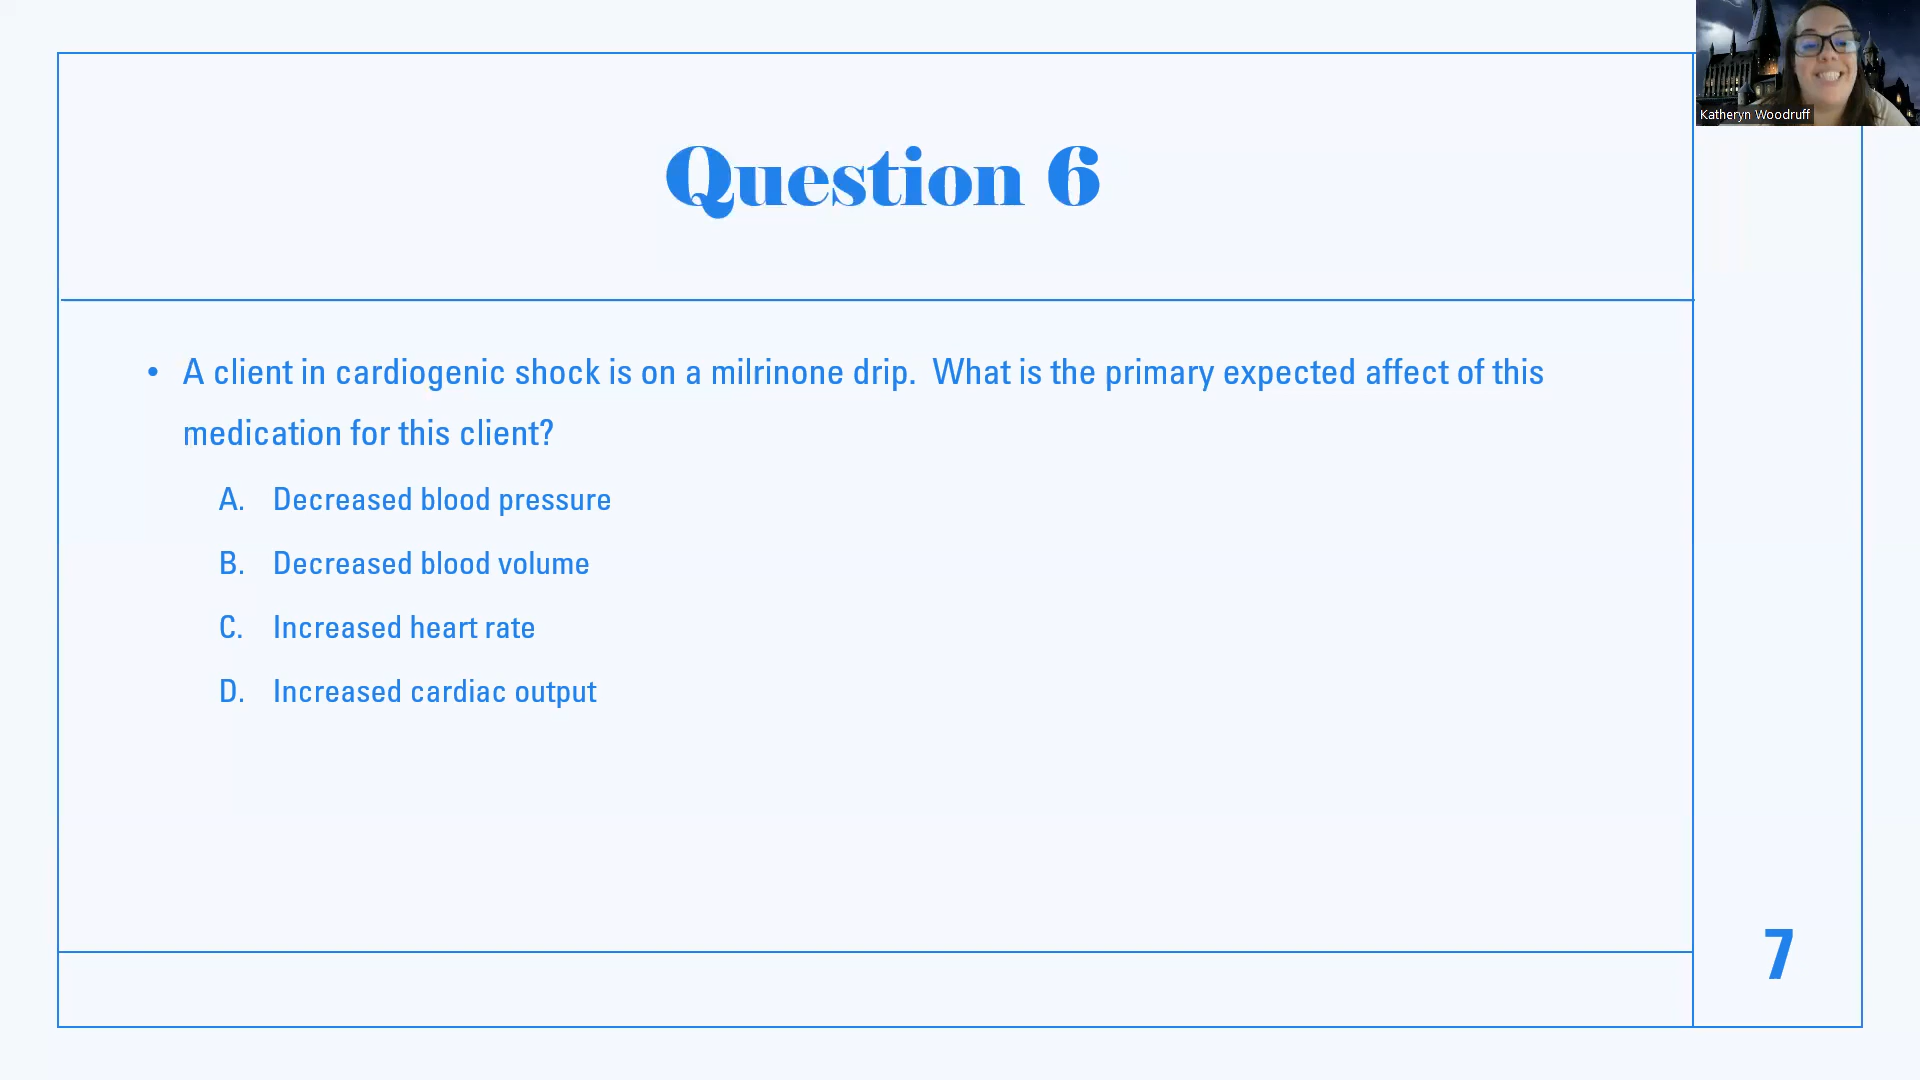 Katheryn Woodruff
Question 6
• A client in cardiogenic shock is on a milrinone drip.  What is the primary expected affect of this
medication for this client?
A. Decreased blood pressure
B. Decreased blood volume
C. Increased heart rate
D. Increased cardiac output
7